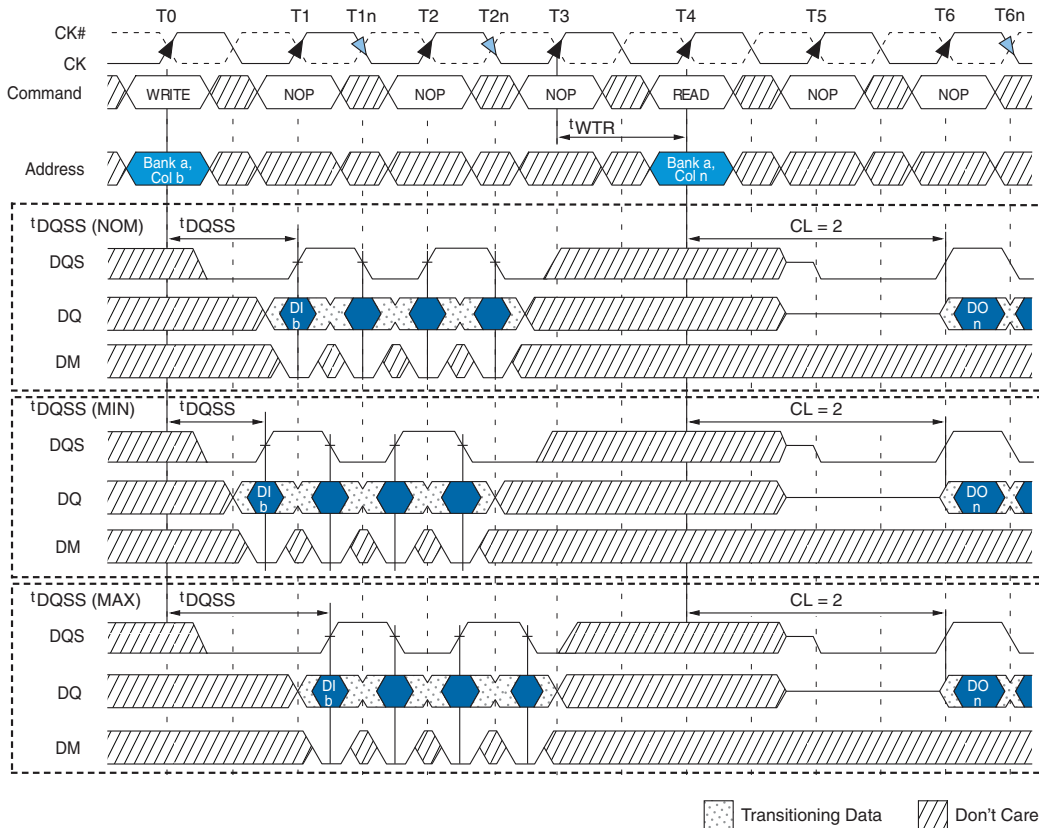 T0 T1 T1n T2 T2n T3 T4 T5 T6 T6n
CK#
CK
Command WRITE NOP NOP NOP READ NOP NOP
tWTR
Address Bank a, Col b Bank a, Col n
tDQSS (NOM) tDQSS CL = 2
DQS
DQ DI b DO n
DM
tDQSS (MIN) tDQSS CL = 2
DQS
DQ DI b DO n
DM
tDQSS (MAX) tDQSS CL = 2
DQS
DQ DI b DO n
DM
Transitioning Data Don't Care